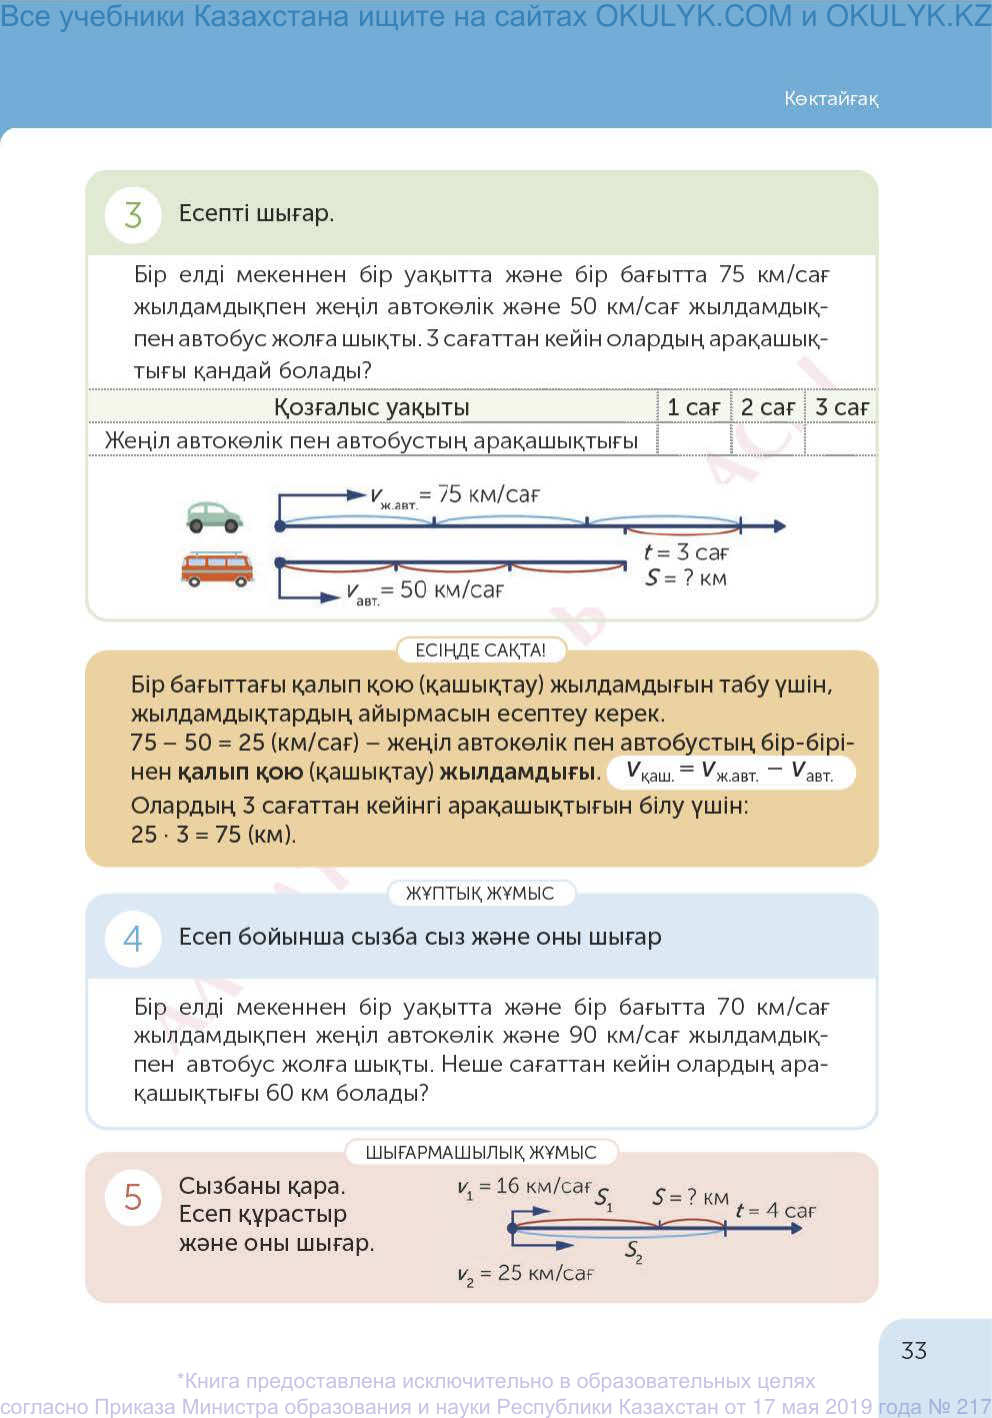 Все учебники Казахстана ищите на сайтах OKULYK.COM и OKULYK.KZ
Көктайғақ
3 Есепті шығар.
Бір елді мекеннен бір уақытта және бір бағытта 75 км/сағ
жылдамдықпен жеңіл автокөлік және 50 км/сағ жылдамдық-
пен автобус жолға шықты. 3 сағаттан кейін олардың арақашық-
тығы қандай болады?
Қозғалыс уақыты 1 сағ 2 сағ 3 сағ
Жеңіл автокөлік пен автобустың арақашықтығы
v ж.авт. = 75 км/сағ
t = 3 сағ
S = ? км
v авт. = 50 км/сағ
ЕСІҢДЕ САҚТА!
Бір бағыттағы қалып қою (қашықтау) жылдамдығын табу үшін,
жылдамдықтардың айырмасын есептеу керек.
75 – 50 = 25 (км/сағ) – жеңіл автокөлік пен автобустың бір-бірі-
нен қалып қою (қашықтау) жылдамдығы. v қаш. = v ж.авт. – v авт.
Олардың 3 сағаттан кейінгі арақашықтығын білу үшін:
25 · 3 = 75 (км).
ЖҰПТЫҚ ЖҰМЫС
4 Есеп бойынша сызба сыз және оны шығар
Бір елді мекеннен бір уақытта және бір бағытта 70 км/сағ
жылдамдықпен жеңіл автокөлік және 90 км/сағ жылдамдық-
пен автобус жолға шықты. Неше сағаттан кейін олардың ара-
қашықтығы 60 км болады?
ШЫҒАРМАШЫЛЫҚ ЖҰМЫС
5 Сызбаны қара.
Есеп құрастыр
және оны шығар.
v₁ = 16 км/сағ S₁ S = ? км t = 4 сағ
S₂
v₂ = 25 км/сағ
33
*Книга предоставлена исключительно в образовательных целях
согласно Приказа Министра образования и науки Республики Казахстан от 17 мая 2019 года № 217